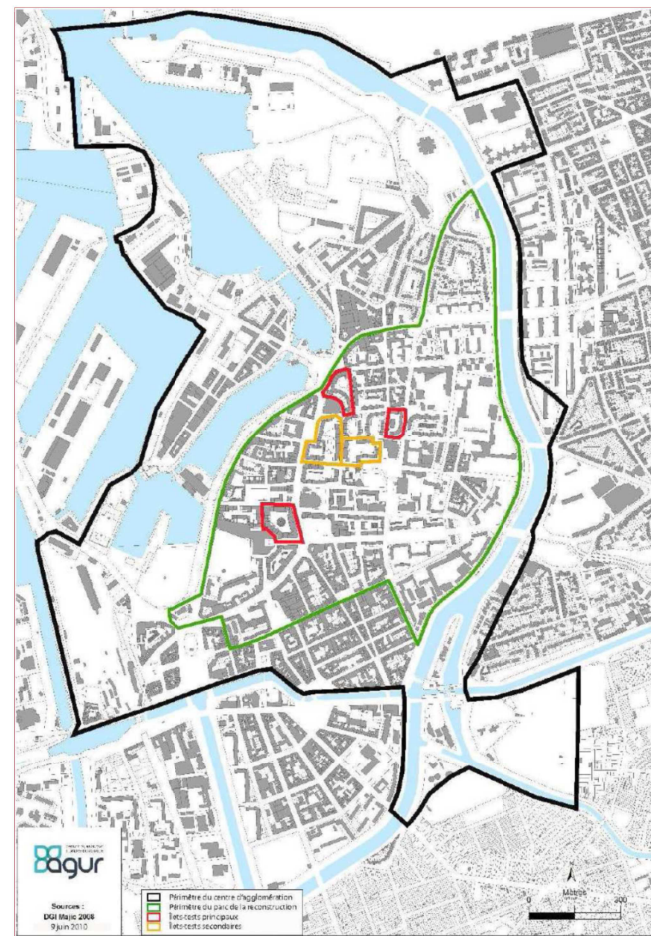 agur
Sources :
DGI Majic 2008
9 juin 2010
Périmètre du centre d'agglomération
Périmètre du parc de la reconstruction
Îlots-tests principaux
Îlots-tests secondaires
Mètres
0
300